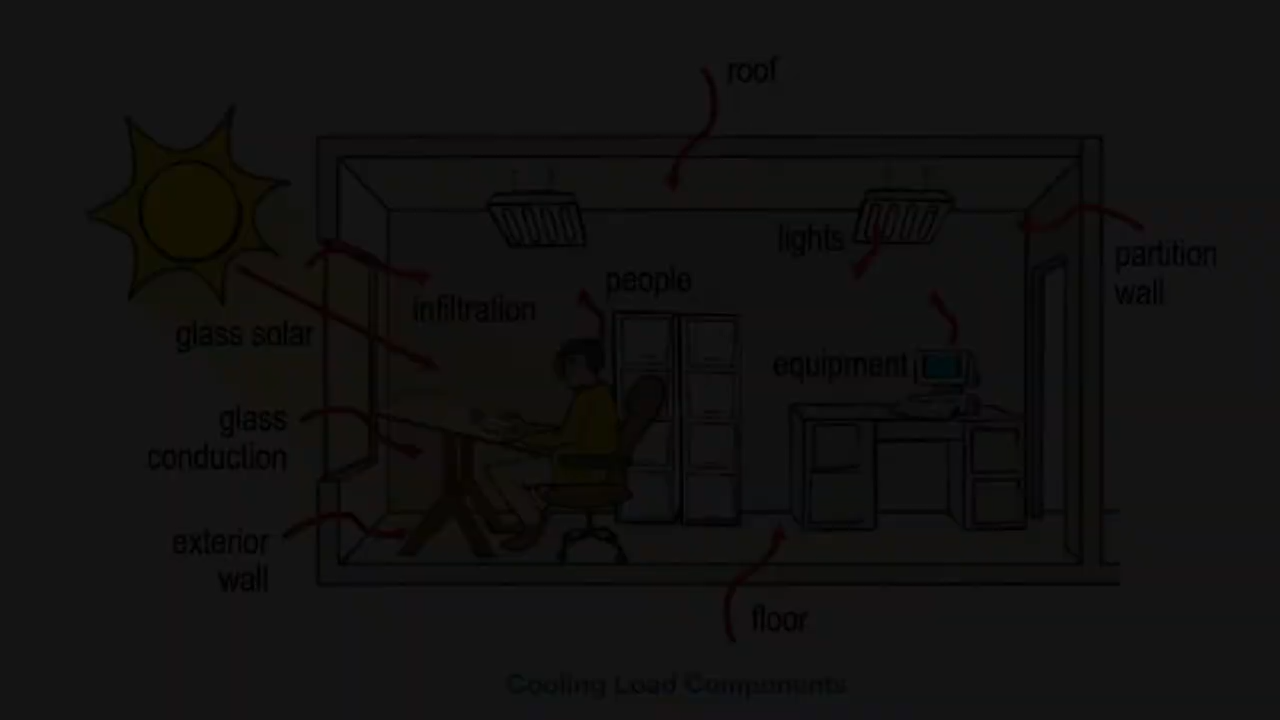 roof
lights
partition
wall
people
infiltration
glass solar
equipment
glass
conduction
exterior
wall
floor
Cooling Load Components